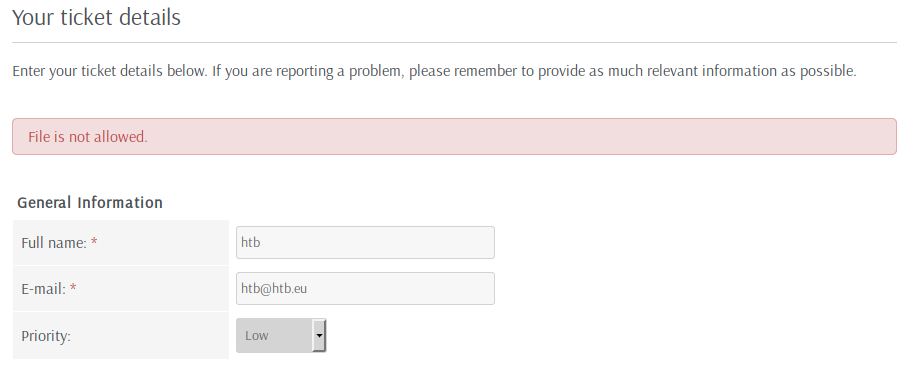 Your ticket details
Enter your ticket details below. If you are reporting a problem, please remember to provide as much relevant information as possible.
File is not allowed.
General Information
Full name: *
htb
E-mail: *
htb@htb.eu
Priority:
Low